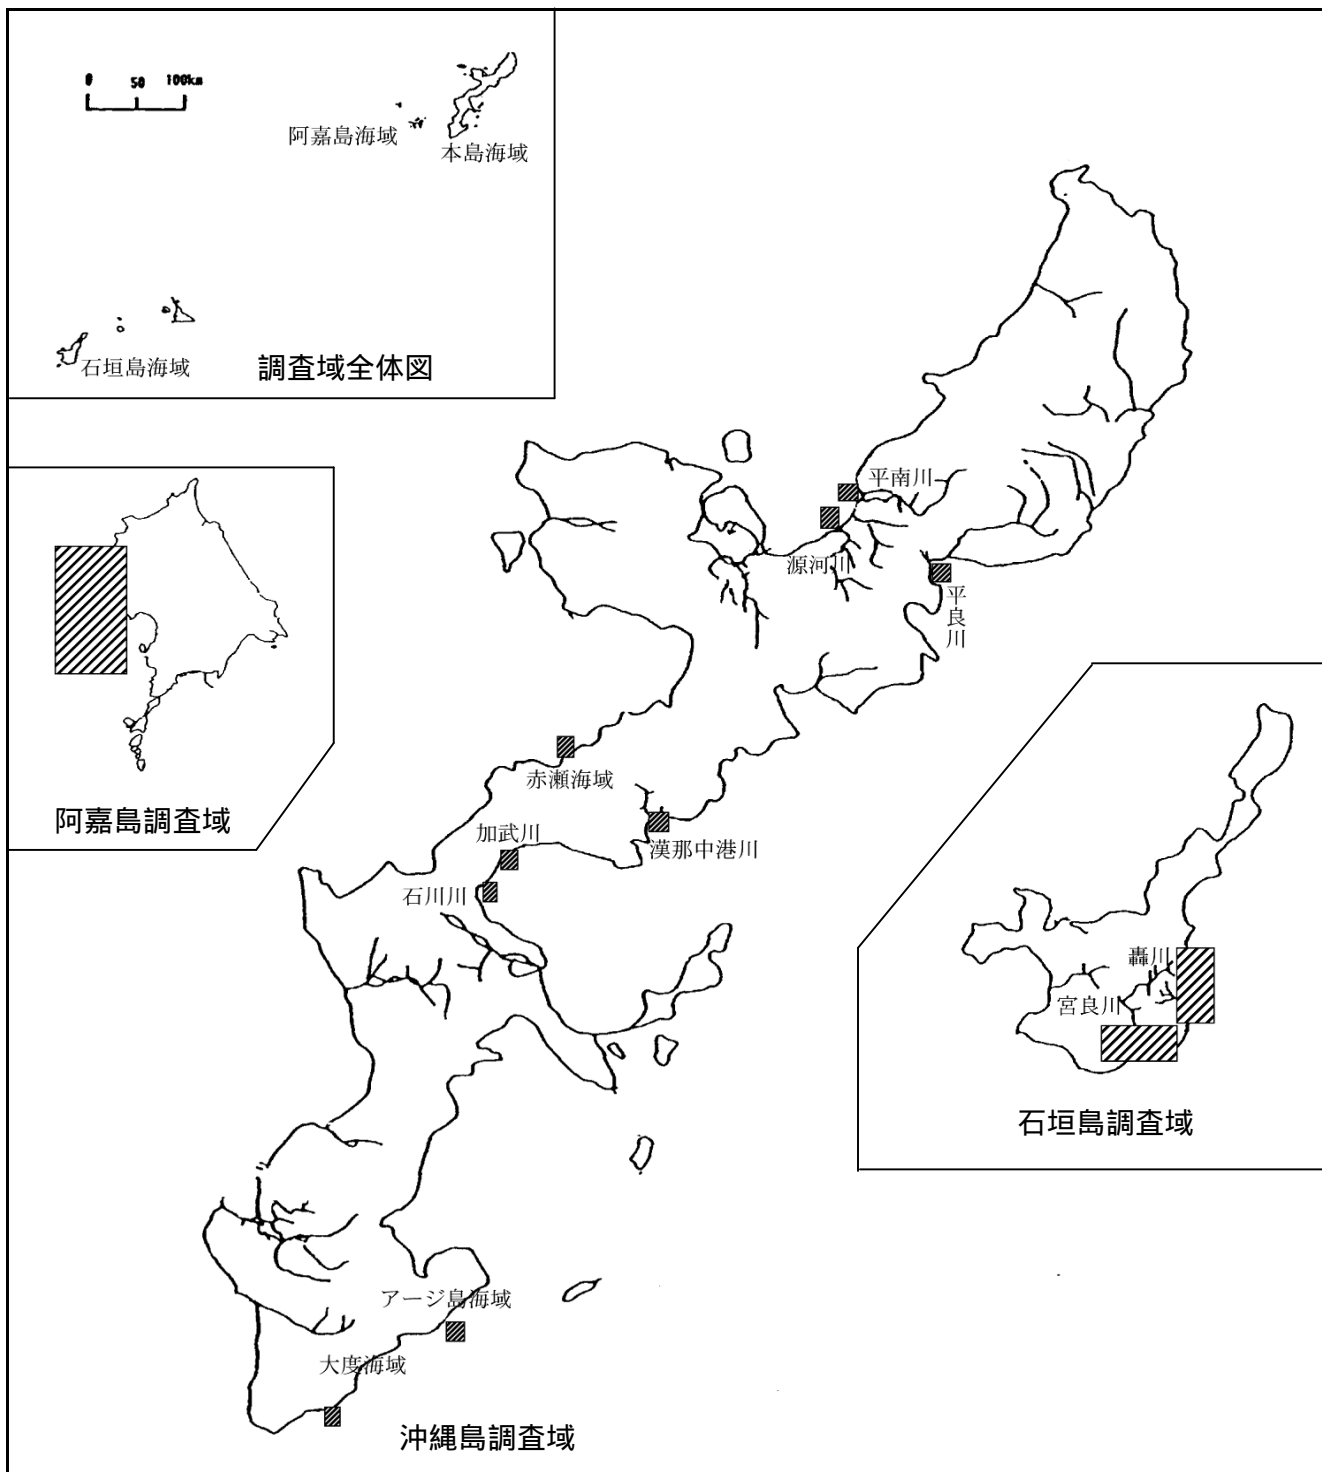 0 50 100km
阿嘉島海域
本島海域
石垣島海域
調査域全体図
平南川
源河川
平良川
阿嘉島調査域
赤瀬海域
加武川
漢那中港川
石川川
轟川
宮良川
石垣島調査域
アージ島海域
大度海域
沖縄島調査域